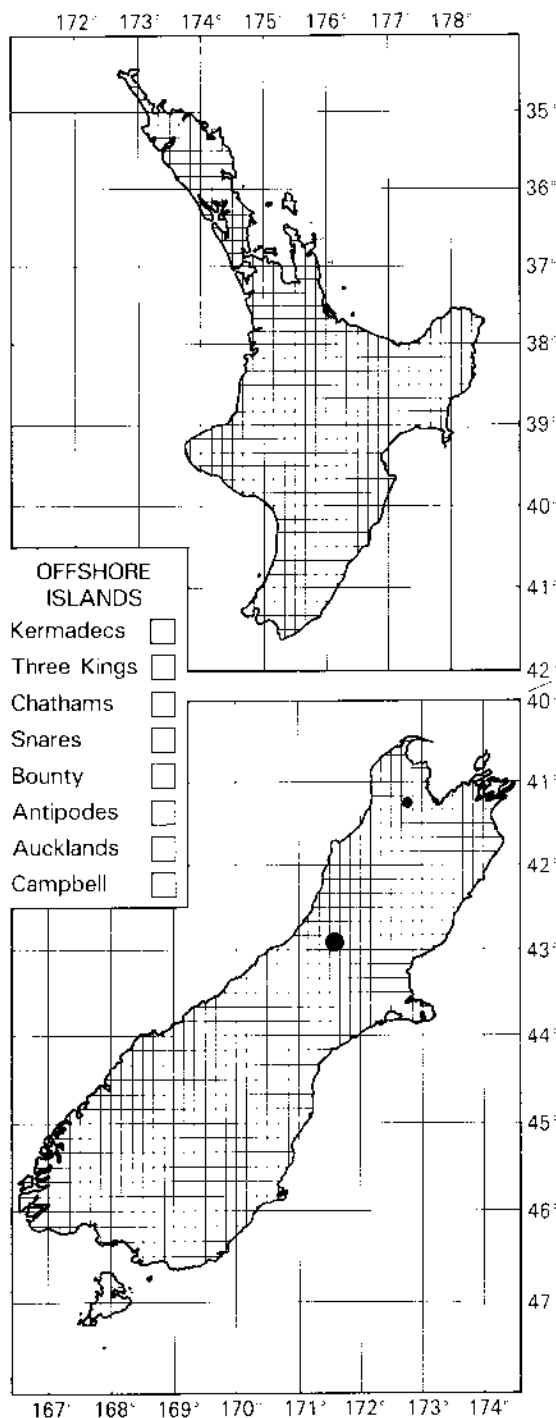 172° 173° 174° 175° 176° 177° 178°
35°
36°
37°
38°
39°
40°
41°
42°
OFFSHORE
ISLANDS
Kermadecs
Three Kings
Chathams
Snares
Bounty
Antipodes
Aucklands
Campbell
40
41°
42°
43°
44°
45°
46°
47°
167° 168° 169° 170° 171° 172° 173° 174°